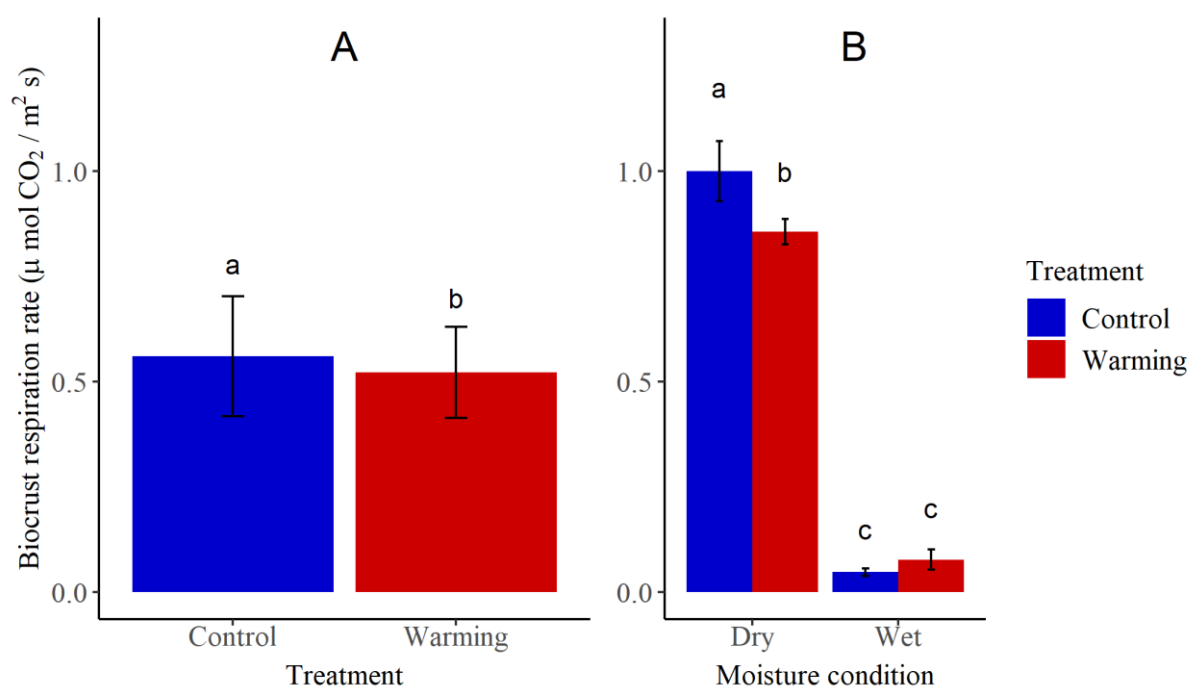 A
B
Biocrust respiration rate (μ mol CO₂ / m² s)
1.0
0.5
0.0
a
b
Control
Warming
Treatment
1.0
0.5
0.0
a
b
c
c
Dry
Wet
Moisture condition
Treatment
Control
Warming